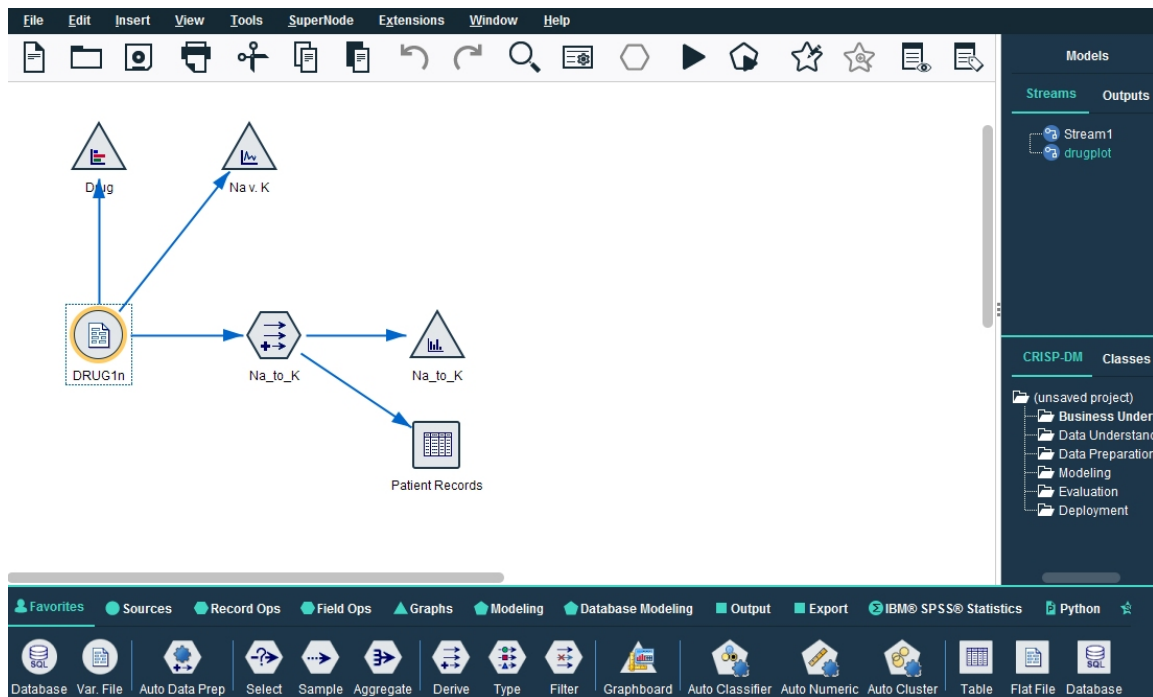 File Edit Insert View Tools SuperNode Extensions Window Help
Models
Streams Outputs
Stream1
drugplot
Drug
Na v. K
DRUG1n
Na_to_K
Na_to_K
Patient Records
CRISP-DM Classes
(unsaved project)
Business Under
Data Understand
Data Preparation
Modeling
Evaluation
Deployment
Favorites Sources Record Ops Field Ops Graphs Modeling Database Modeling Output Export IBM® SPSS® Statistics Python
SQL SQL
Database Var. File Auto Data Prep Select Sample Aggregate Derive Type Filter Graphboard Auto Classifier Auto Numeric Auto Cluster Table Flat File Database